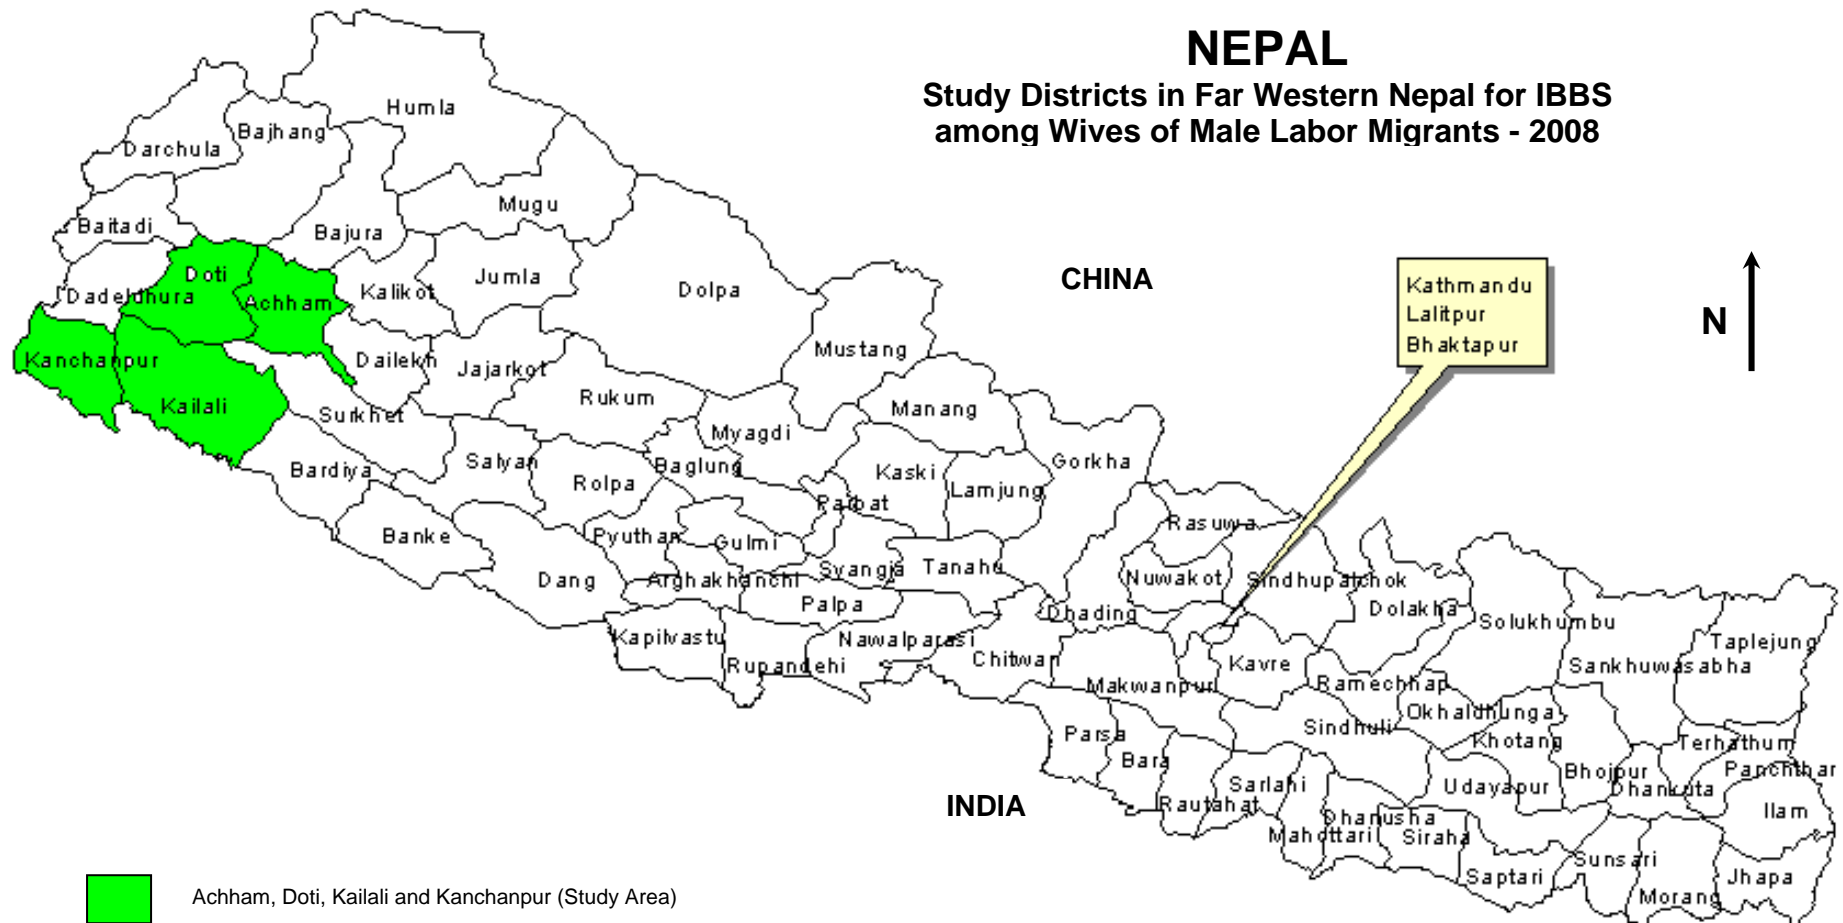 NEPAL
Study Districts in Far Western Nepal for IBBS
among Wives of Male Labor Migrants - 2008
Humla
Bajhang
Darchula
Mugu
Baitadi
Bajura
Doti
Jumla
Dolpa
CHINA
Kathmandu
Lalitpur
Bhaktapur
N
Dadeldhura
Achham
Kalikot
Kanchanpur
Dailekh
Jajarkot
Mustang
Kailali
Surkhet
Rukum
Manang
Myagdi
Bardiya
Salyan
Baglung
Kaski
Gorkha
Rolpa
Parbat
Lamjung
Banke
Pyuthan
Gulmi
Rasuwa
Dang
Arghakhanchi
Syangja
Tanahu
Nuwakot
Sindhupalchok
Palpa
Dhading
Dolakha
Solukhumbu
Kapilvastu
Nawalparasi
Rupandehi
Chitwan
Kavre
Sankhuwasabha
Taplejung
Makwanpur
Ramechhap
Okhaldhunga
Parsa
Sindhuli
Khotang
Terhathum
Bara
Bhojpur
Panchthar
Rautahat
Sarlahi
Udayapur
Dhankuta
Ilam
INDIA
Mahottari
Dhanusha
Siraha
Saptari
Sunsari
Morang
Jhapa
Achham, Doti, Kailali and Kanchanpur (Study Area)